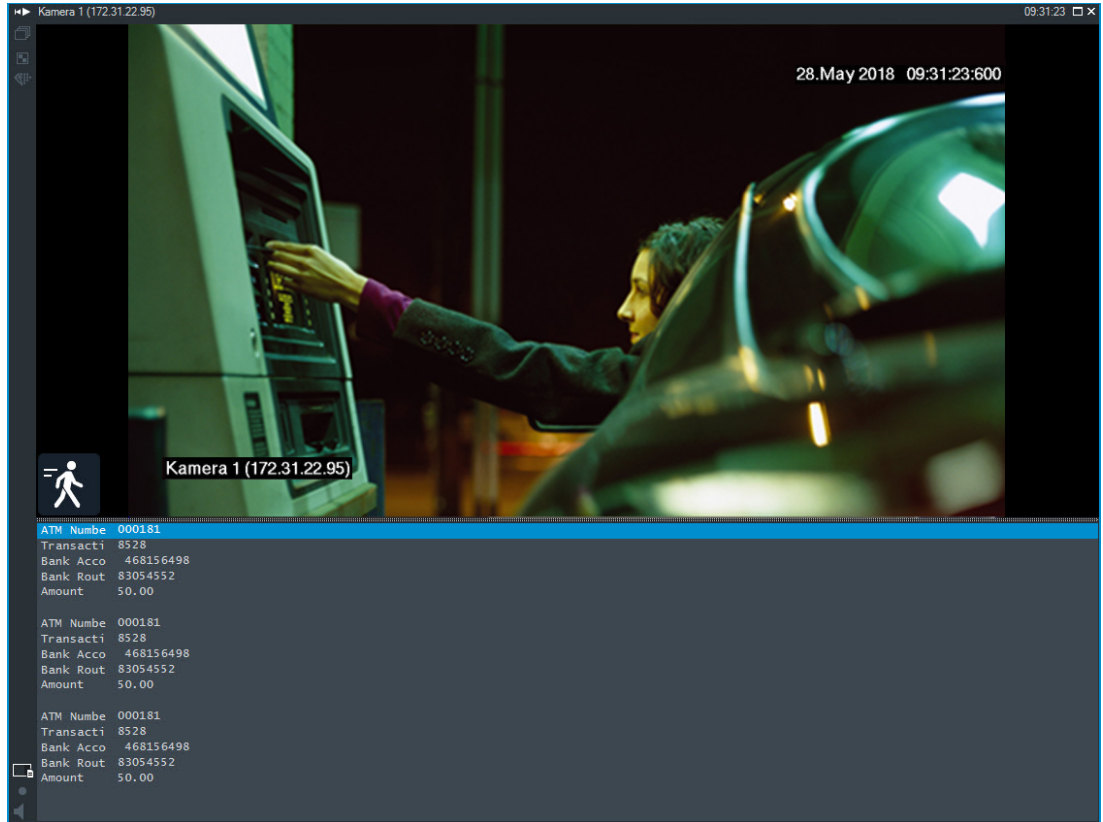 Kamera 1 (172.31.22.95) 09:31:23
28.May 2018 09:31:23:600
Kamera 1 (172.31.22.95)
ATM Numbe 000181
Transacti 8528
Bank Acco 468156498
Bank Rout 83054552
Amount 50.00
ATM Numbe 000181
Transacti 8528
Bank Acco 468156498
Bank Rout 83054552
Amount 50.00
ATM Numbe 000181
Transacti 8528
Bank Acco 468156498
Bank Rout 83054552
Amount 50.00